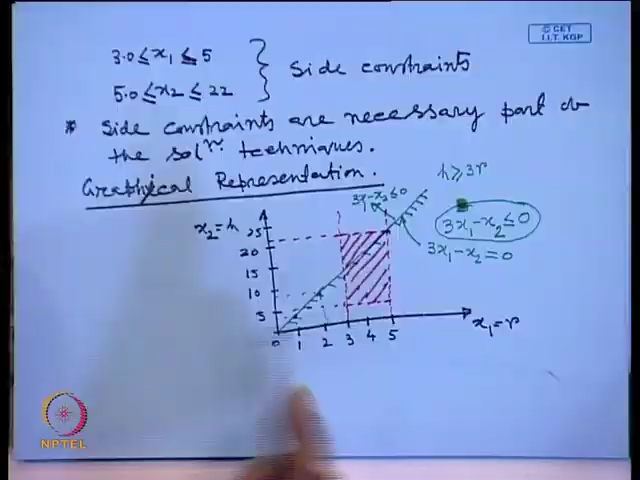 © CET
I.I.T. KGP
3.0 ≤ x₁ ≤ 5
5.0 ≤ x₂ ≤ 22
Side constraints
* Side constraints are necessary part of
the solⁿ. techniques.
Graphical Representation.
h ≥ 3r
3x₁-x₂≤0
3x₁-x₂ ≤ 0
3x₁-x₂ = 0
x₂=h
25
20
15
10
5
0 1 2 3 4 5
x₁=r
NPTEL